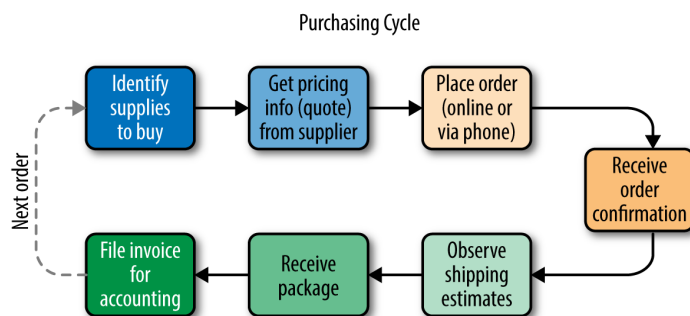 Purchasing Cycle
Identify
supplies
to buy
Get pricing
info (quote)
from supplier
Place order
(online or
via phone)
Receive
order
confirmation
Observe
shipping
estimates
Receive
package
File invoice
for
accounting
Next order